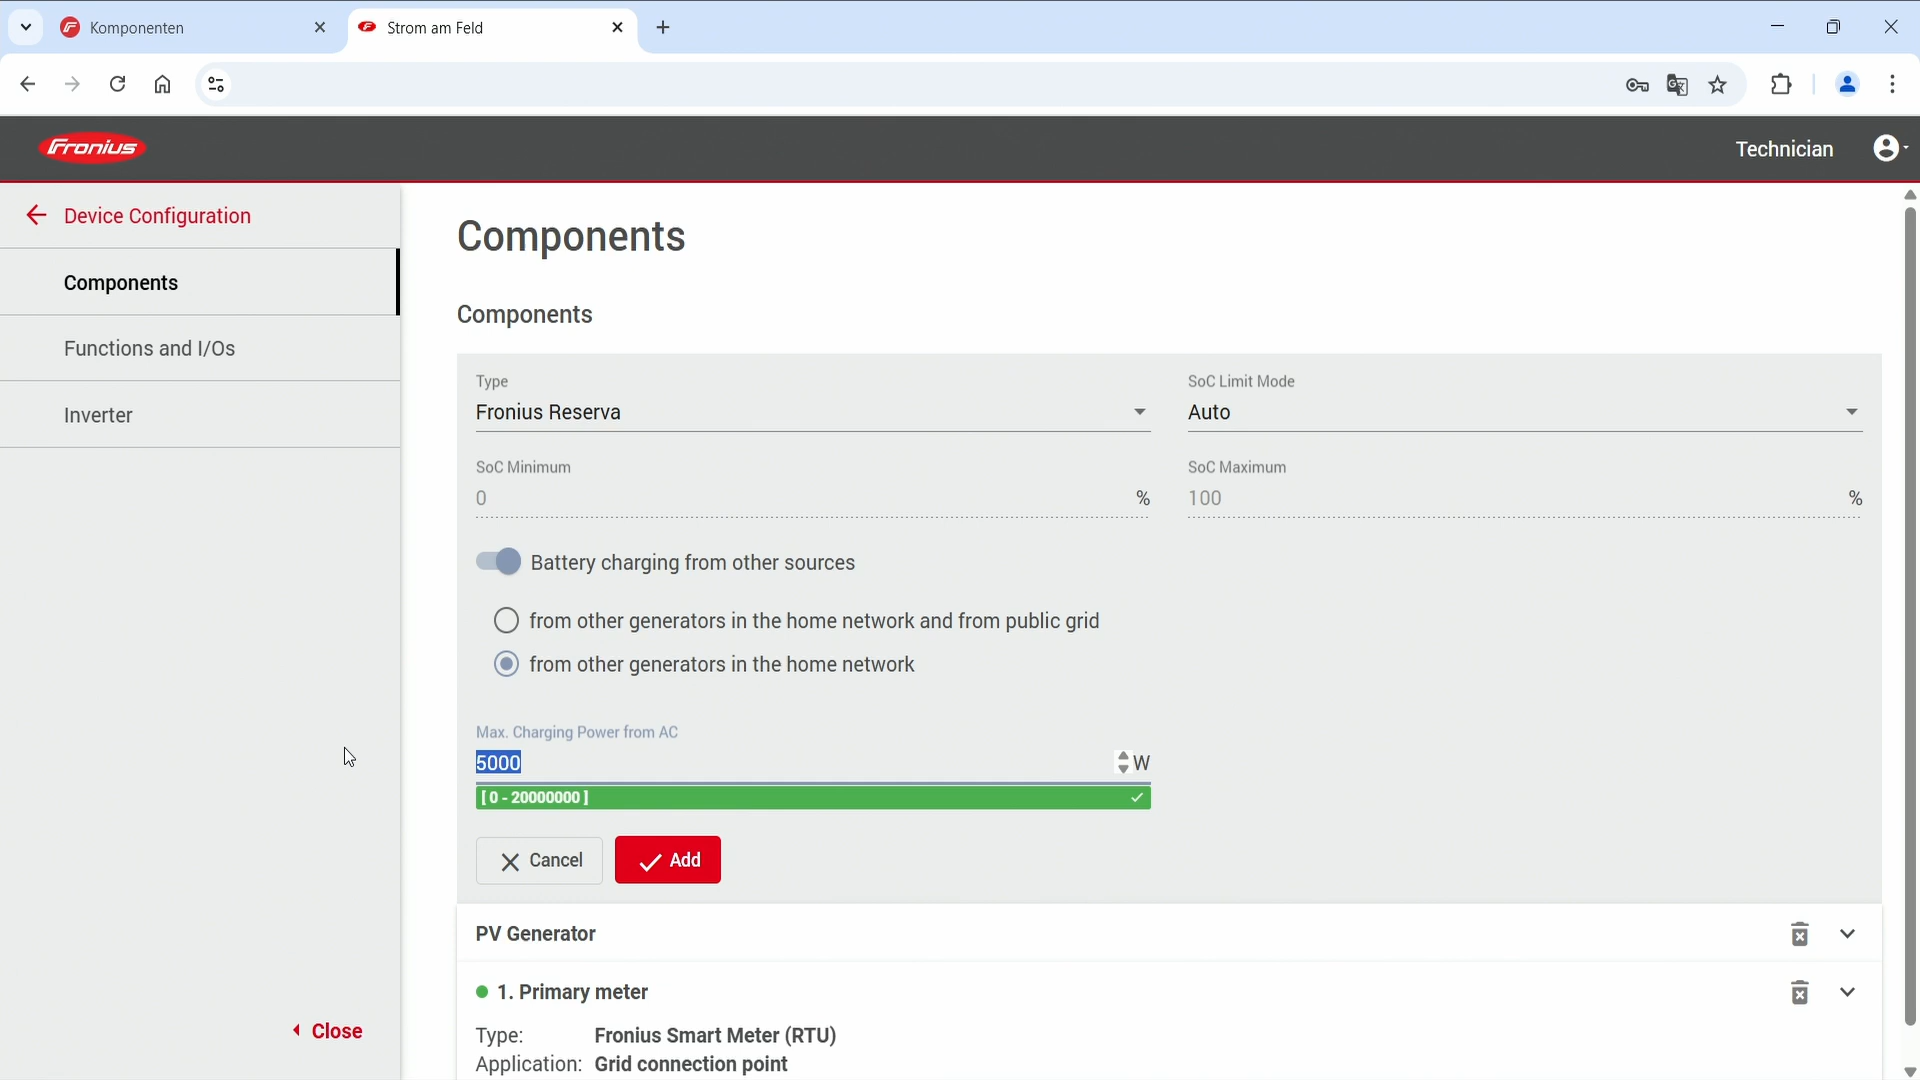 Komponenten
Strom am Feld
Fronius
Technician
Device Configuration
Components
Functions and I/Os
Inverter
Close
Components
Components
Type
Fronius Reserva
SoC Limit Mode
Auto
SoC Minimum
0 %
SoC Maximum
100 %
Battery charging from other sources
from other generators in the home network and from public grid
from other generators in the home network
Max. Charging Power from AC
5000 W
[ 0 - 20000000 ]
Cancel
Add
PV Generator
1. Primary meter
Type: Fronius Smart Meter (RTU)
Application: Grid connection point